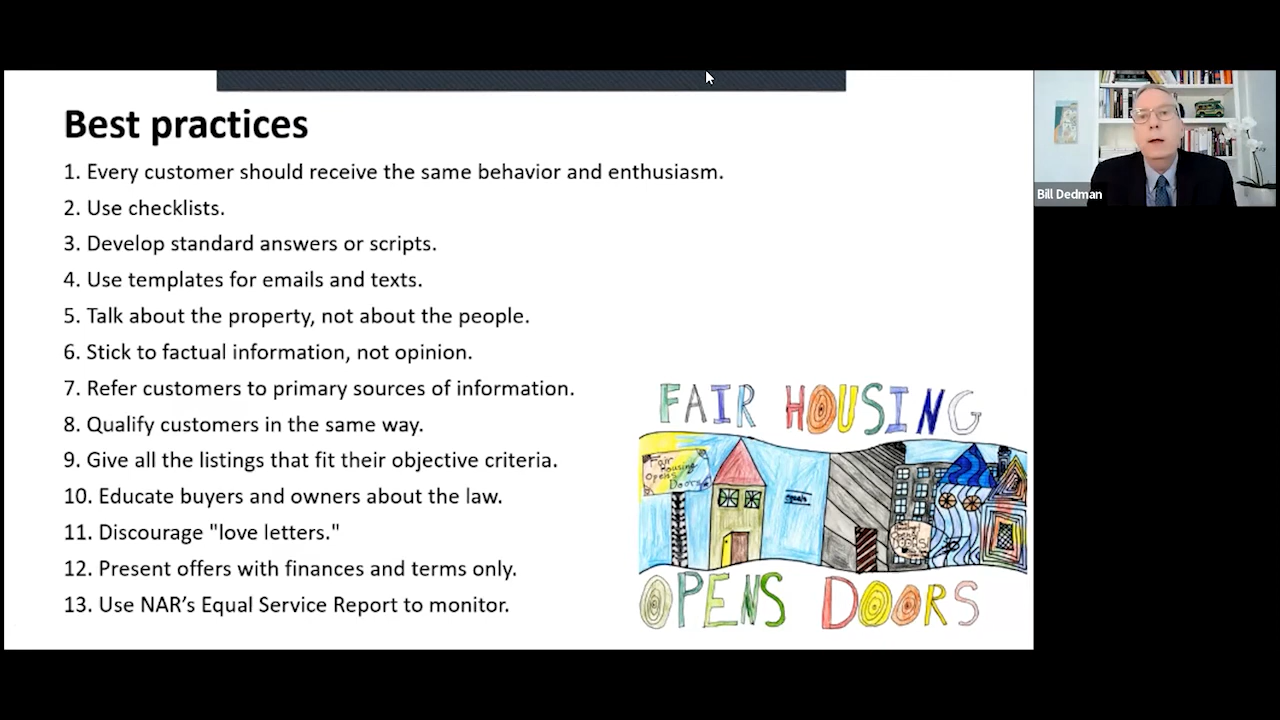 Best practices
1. Every customer should receive the same behavior and enthusiasm.
2. Use checklists.
3. Develop standard answers or scripts.
4. Use templates for emails and texts.
5. Talk about the property, not about the people.
6. Stick to factual information, not opinion.
7. Refer customers to primary sources of information.
8. Qualify customers in the same way.
9. Give all the listings that fit their objective criteria.
10. Educate buyers and owners about the law.
11. Discourage "love letters."
12. Present offers with finances and terms only.
13. Use NAR’s Equal Service Report to monitor.
FAIR HOUSING
Fair
Housing
Opens
Doors
OPENS DOORS
Bill Dedman